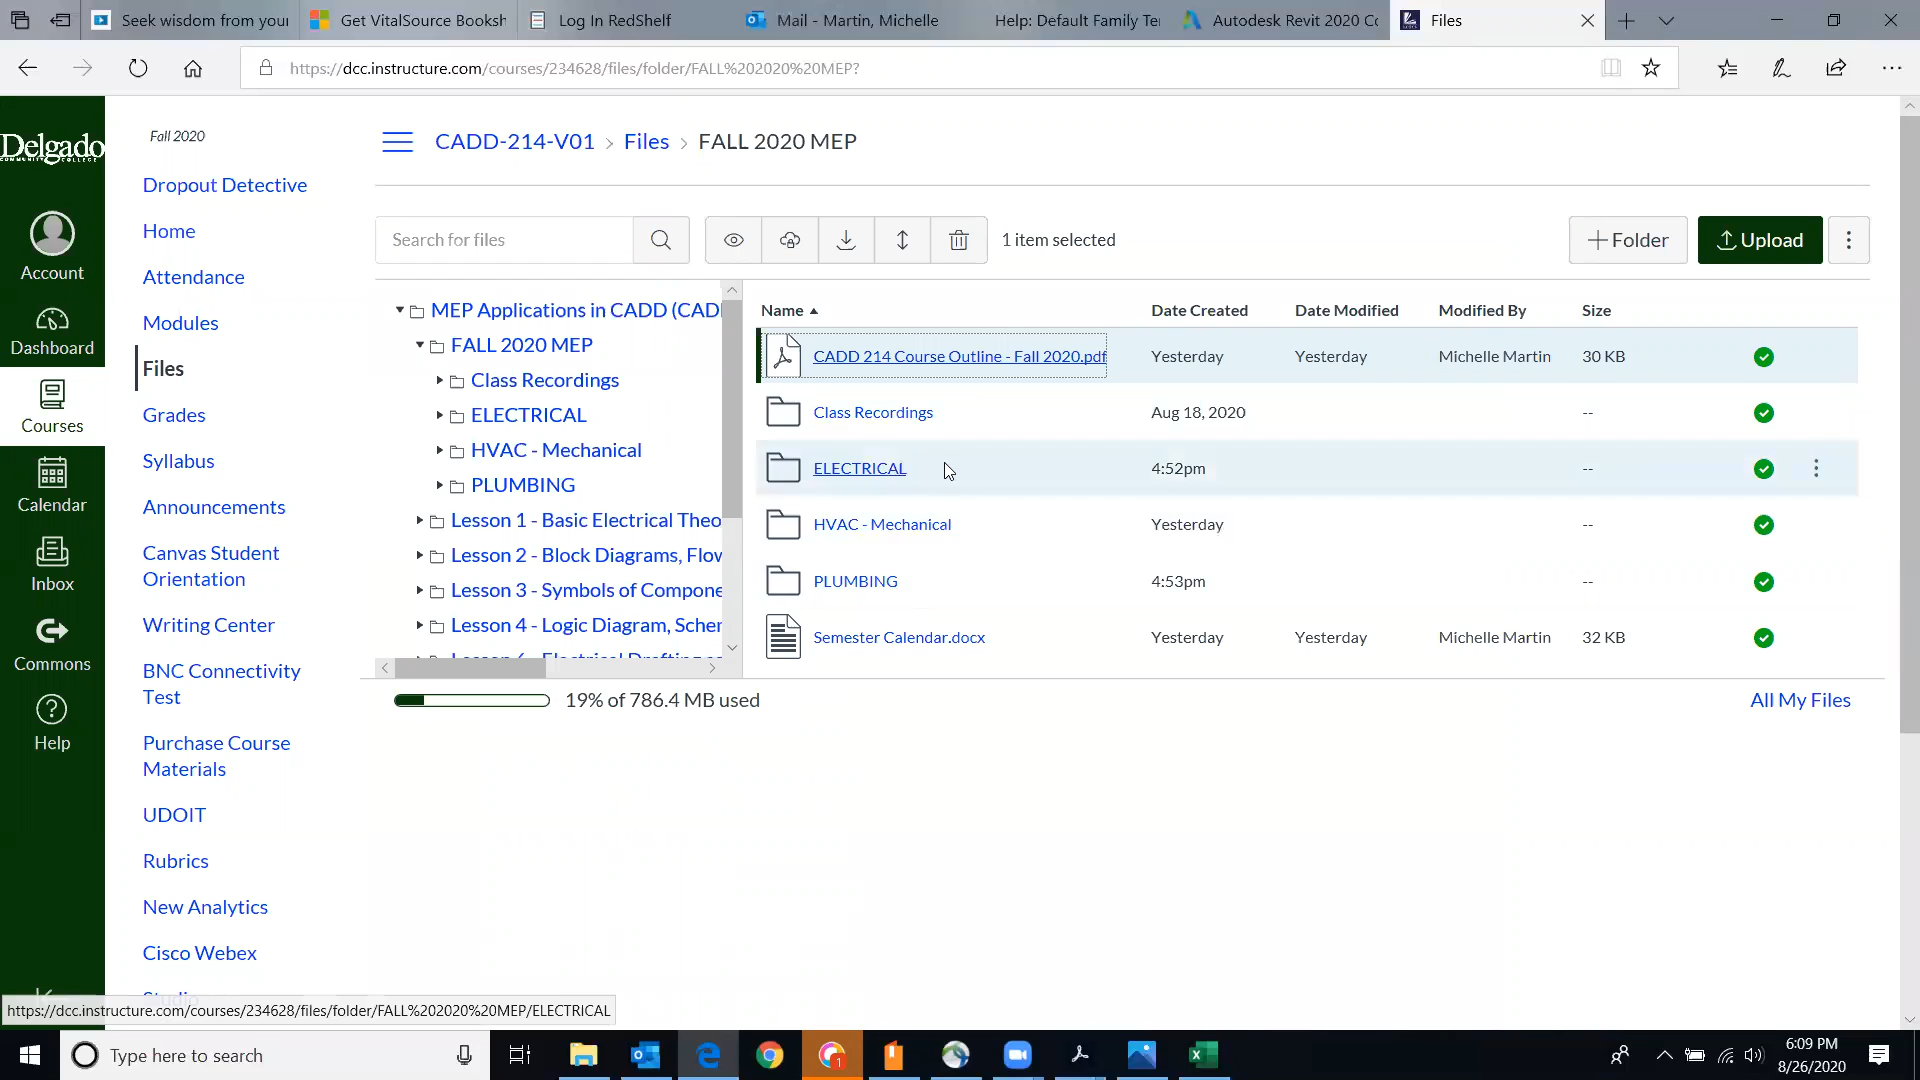 Seek wisdom from your
Get VitalSource Booksh
Log In RedShelf
Mail - Martin, Michelle
Help: Default Family Te
Autodesk Revit 2020 Co
Files
https://dcc.instructure.com/courses/234628/files/folder/FALL%202020%20MEP?
Delgado
COMMUNITY COLLEGE
Account
Dashboard
Courses
Calendar
Inbox
Commons
Help
Fall 2020
Dropout Detective
Home
Attendance
Modules
Files
Grades
Syllabus
Announcements
Canvas Student
Orientation
Writing Center
BNC Connectivity
Test
Purchase Course
Materials
UDOIT
Rubrics
New Analytics
Cisco Webex
Studio
CADD-214-V01 > Files > FALL 2020 MEP
Search for files
1 item selected
+Folder
Upload
MEP Applications in CADD (CAD
FALL 2020 MEP
Class Recordings
ELECTRICAL
HVAC - Mechanical
PLUMBING
Lesson 1 - Basic Electrical Theo
Lesson 2 - Block Diagrams, Flow
Lesson 3 - Symbols of Compone
Lesson 4 - Logic Diagram, Scher
Name Date Created Date Modified Modified By Size
CADD 214 Course Outline - Fall 2020.pdf Yesterday Yesterday Michelle Martin 30 KB
Class Recordings Aug 18, 2020 --
ELECTRICAL 4:52pm --
HVAC - Mechanical Yesterday --
PLUMBING 4:53pm --
Semester Calendar.docx Yesterday Yesterday Michelle Martin 32 KB
19% of 786.4 MB used
All My Files
https://dcc.instructure.com/courses/234628/files/folder/FALL%202020%20MEP/ELECTRICAL
Type here to search
1
6:09 PM
8/26/2020